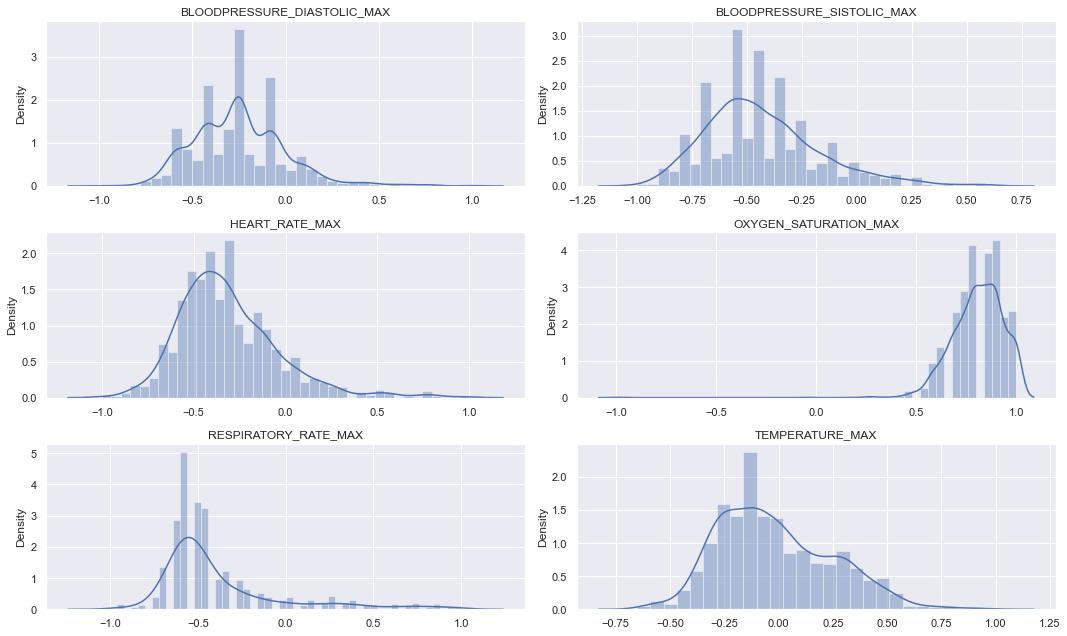 BLOODPRESSURE_DIASTOLIC_MAX
Density
3
2
1
0
−1.0 −0.5 0.0 0.5 1.0
BLOODPRESSURE_SISTOLIC_MAX
Density
3.0
2.5
2.0
1.5
1.0
0.5
0.0
−1.25 −1.00 −0.75 −0.50 −0.25 0.00 0.25 0.50 0.75
HEART_RATE_MAX
Density
2.0
1.5
1.0
0.5
0.0
−1.0 −0.5 0.0 0.5 1.0
OXYGEN_SATURATION_MAX
Density
4
3
2
1
0
−1.0 −0.5 0.0 0.5 1.0
RESPIRATORY_RATE_MAX
Density
5
4
3
2
1
0
−1.0 −0.5 0.0 0.5 1.0
TEMPERATURE_MAX
Density
2.0
1.5
1.0
0.5
0.0
−0.75 −0.50 −0.25 0.00 0.25 0.50 0.75 1.00 1.25